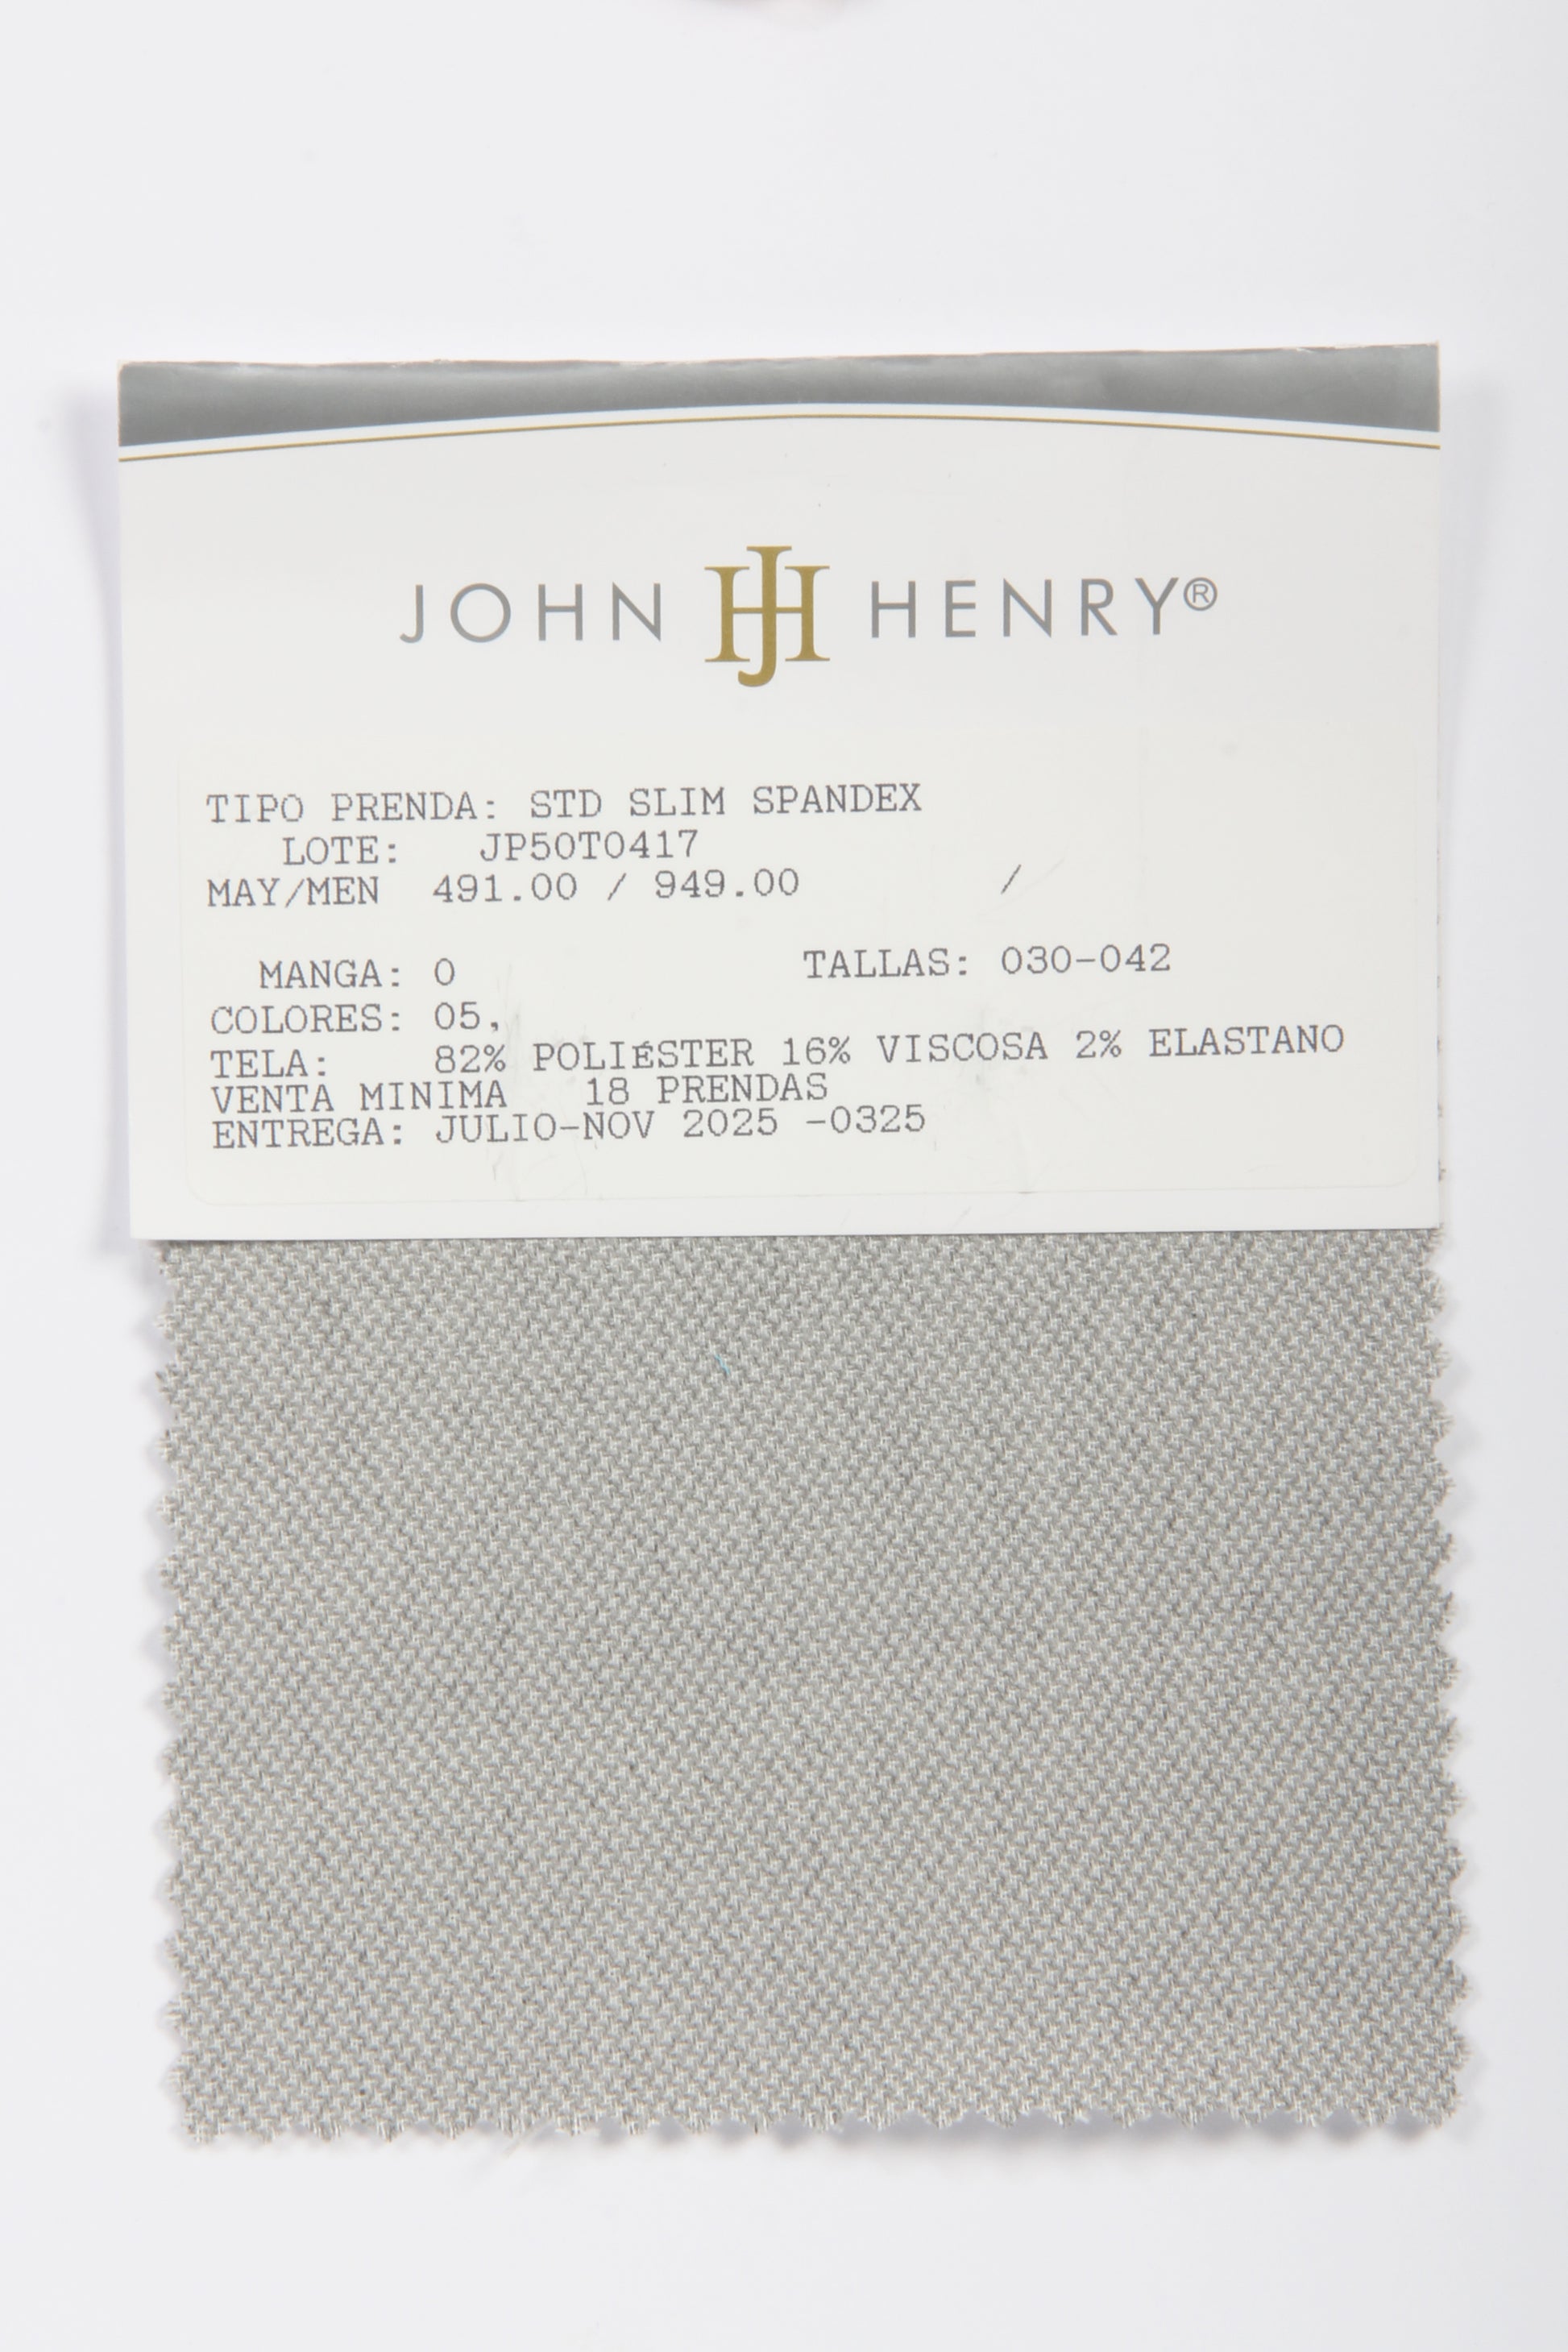 JOHN JH HENRY®
TIPO PRENDA: STD SLIM SPANDEX
LOTE: JP50T0417
MAY/MEN 491.00 / 949.00 /
MANGA: 0 TALLAS: 030-042
COLORES: 05,
TELA: 82% POLIÉSTER 16% VISCOSA 2% ELASTANO
VENTA MINIMA 18 PRENDAS
ENTREGA: JULIO-NOV 2025 -0325